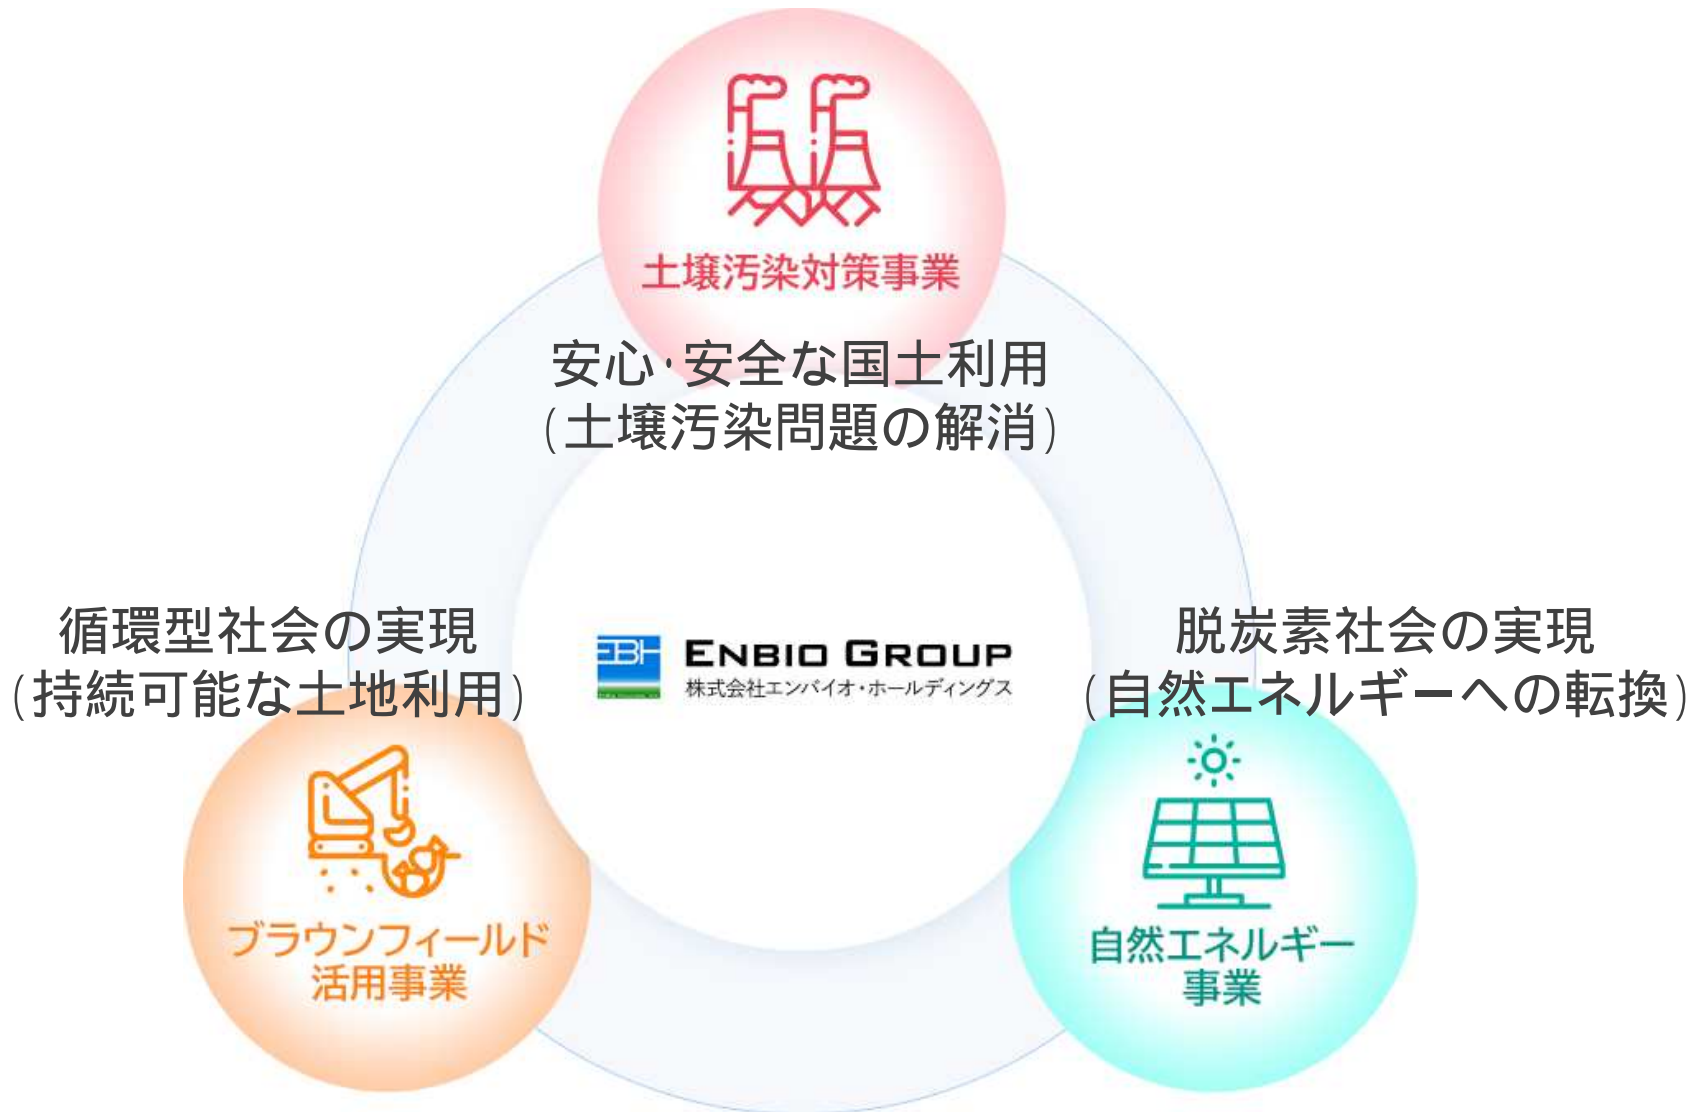 土壌汚染対策事業
安心・安全な国土利用
(土壌汚染問題の解消)
循環型社会の実現
(持続可能な土地利用)
EBH
ENBIO GROUP
株式会社エンバイオ・ホールディングス
脱炭素社会の実現
(自然エネルギーへの転換)
ブラウンフィールド
活用事業
自然エネルギー
事業